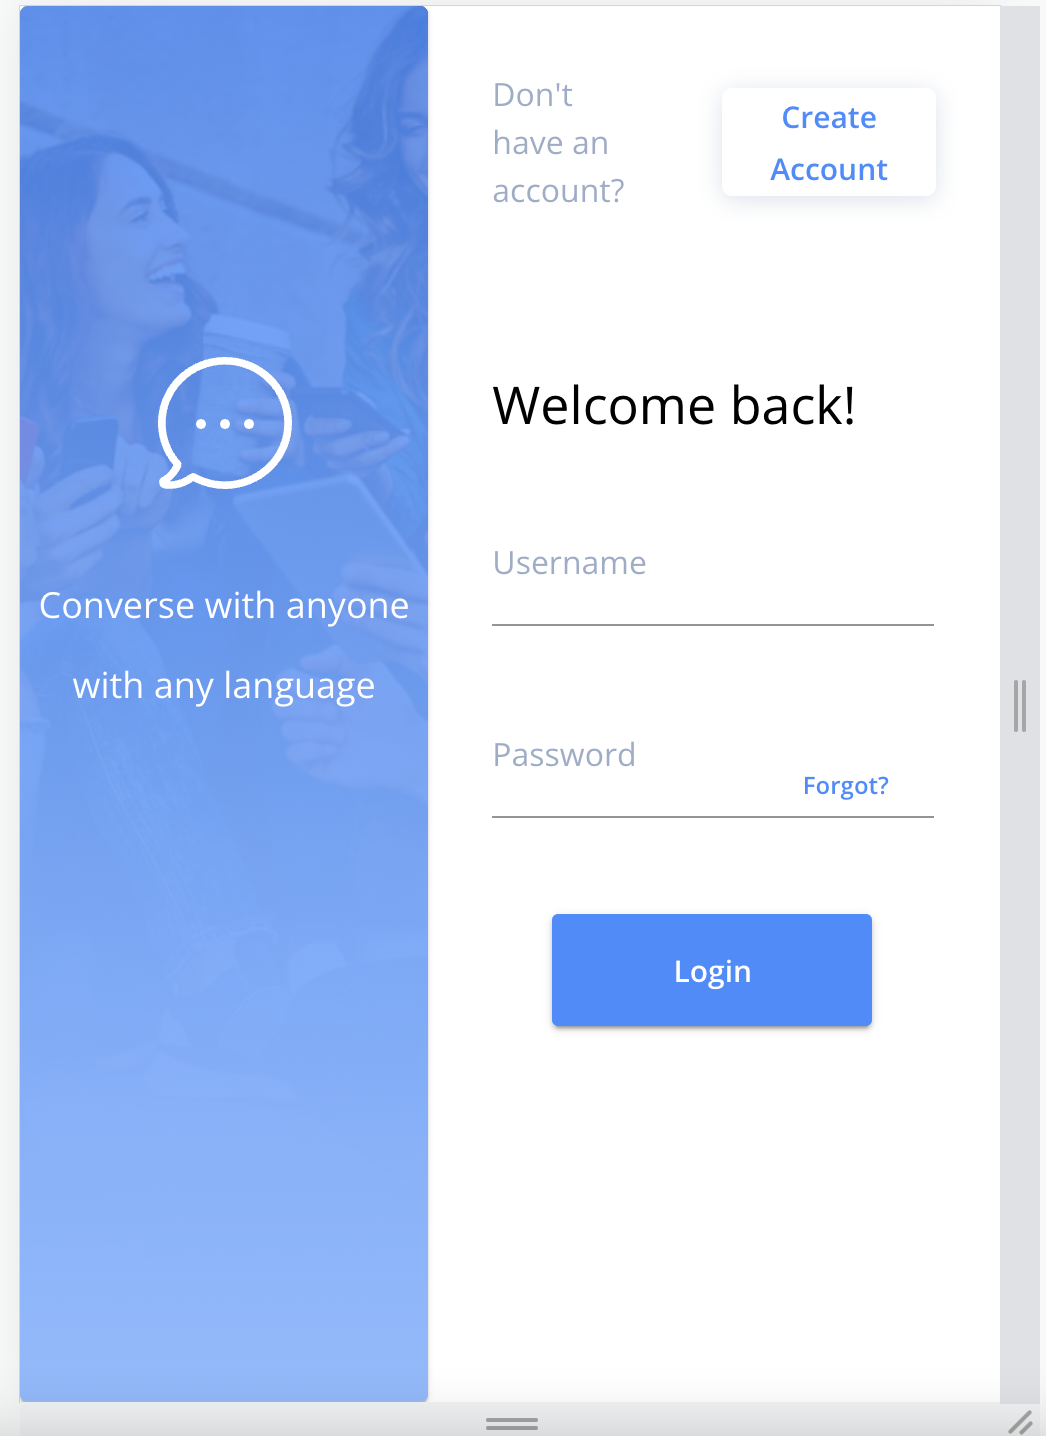 Don't
have an
account?
Create
Account
Welcome back!
Username
Password
Forgot?
Login
Converse with anyone
with any language